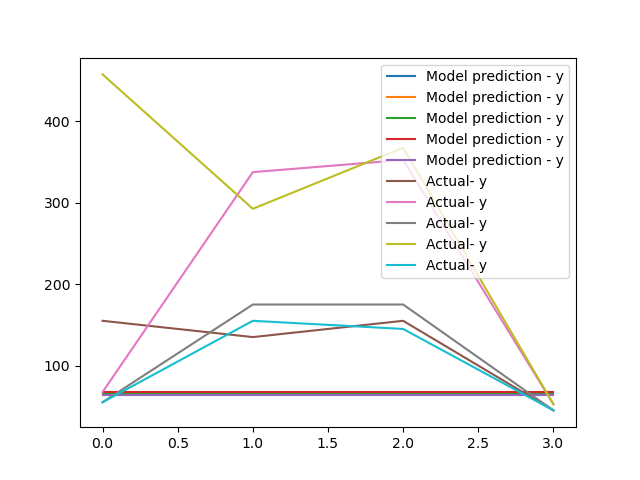 Model prediction - y
Model prediction - y
Model prediction - y
Model prediction - y
Model prediction - y
Actual- y
Actual- y
Actual- y
Actual- y
Actual- y
400
300
200
100
0.0 0.5 1.0 1.5 2.0 2.5 3.0